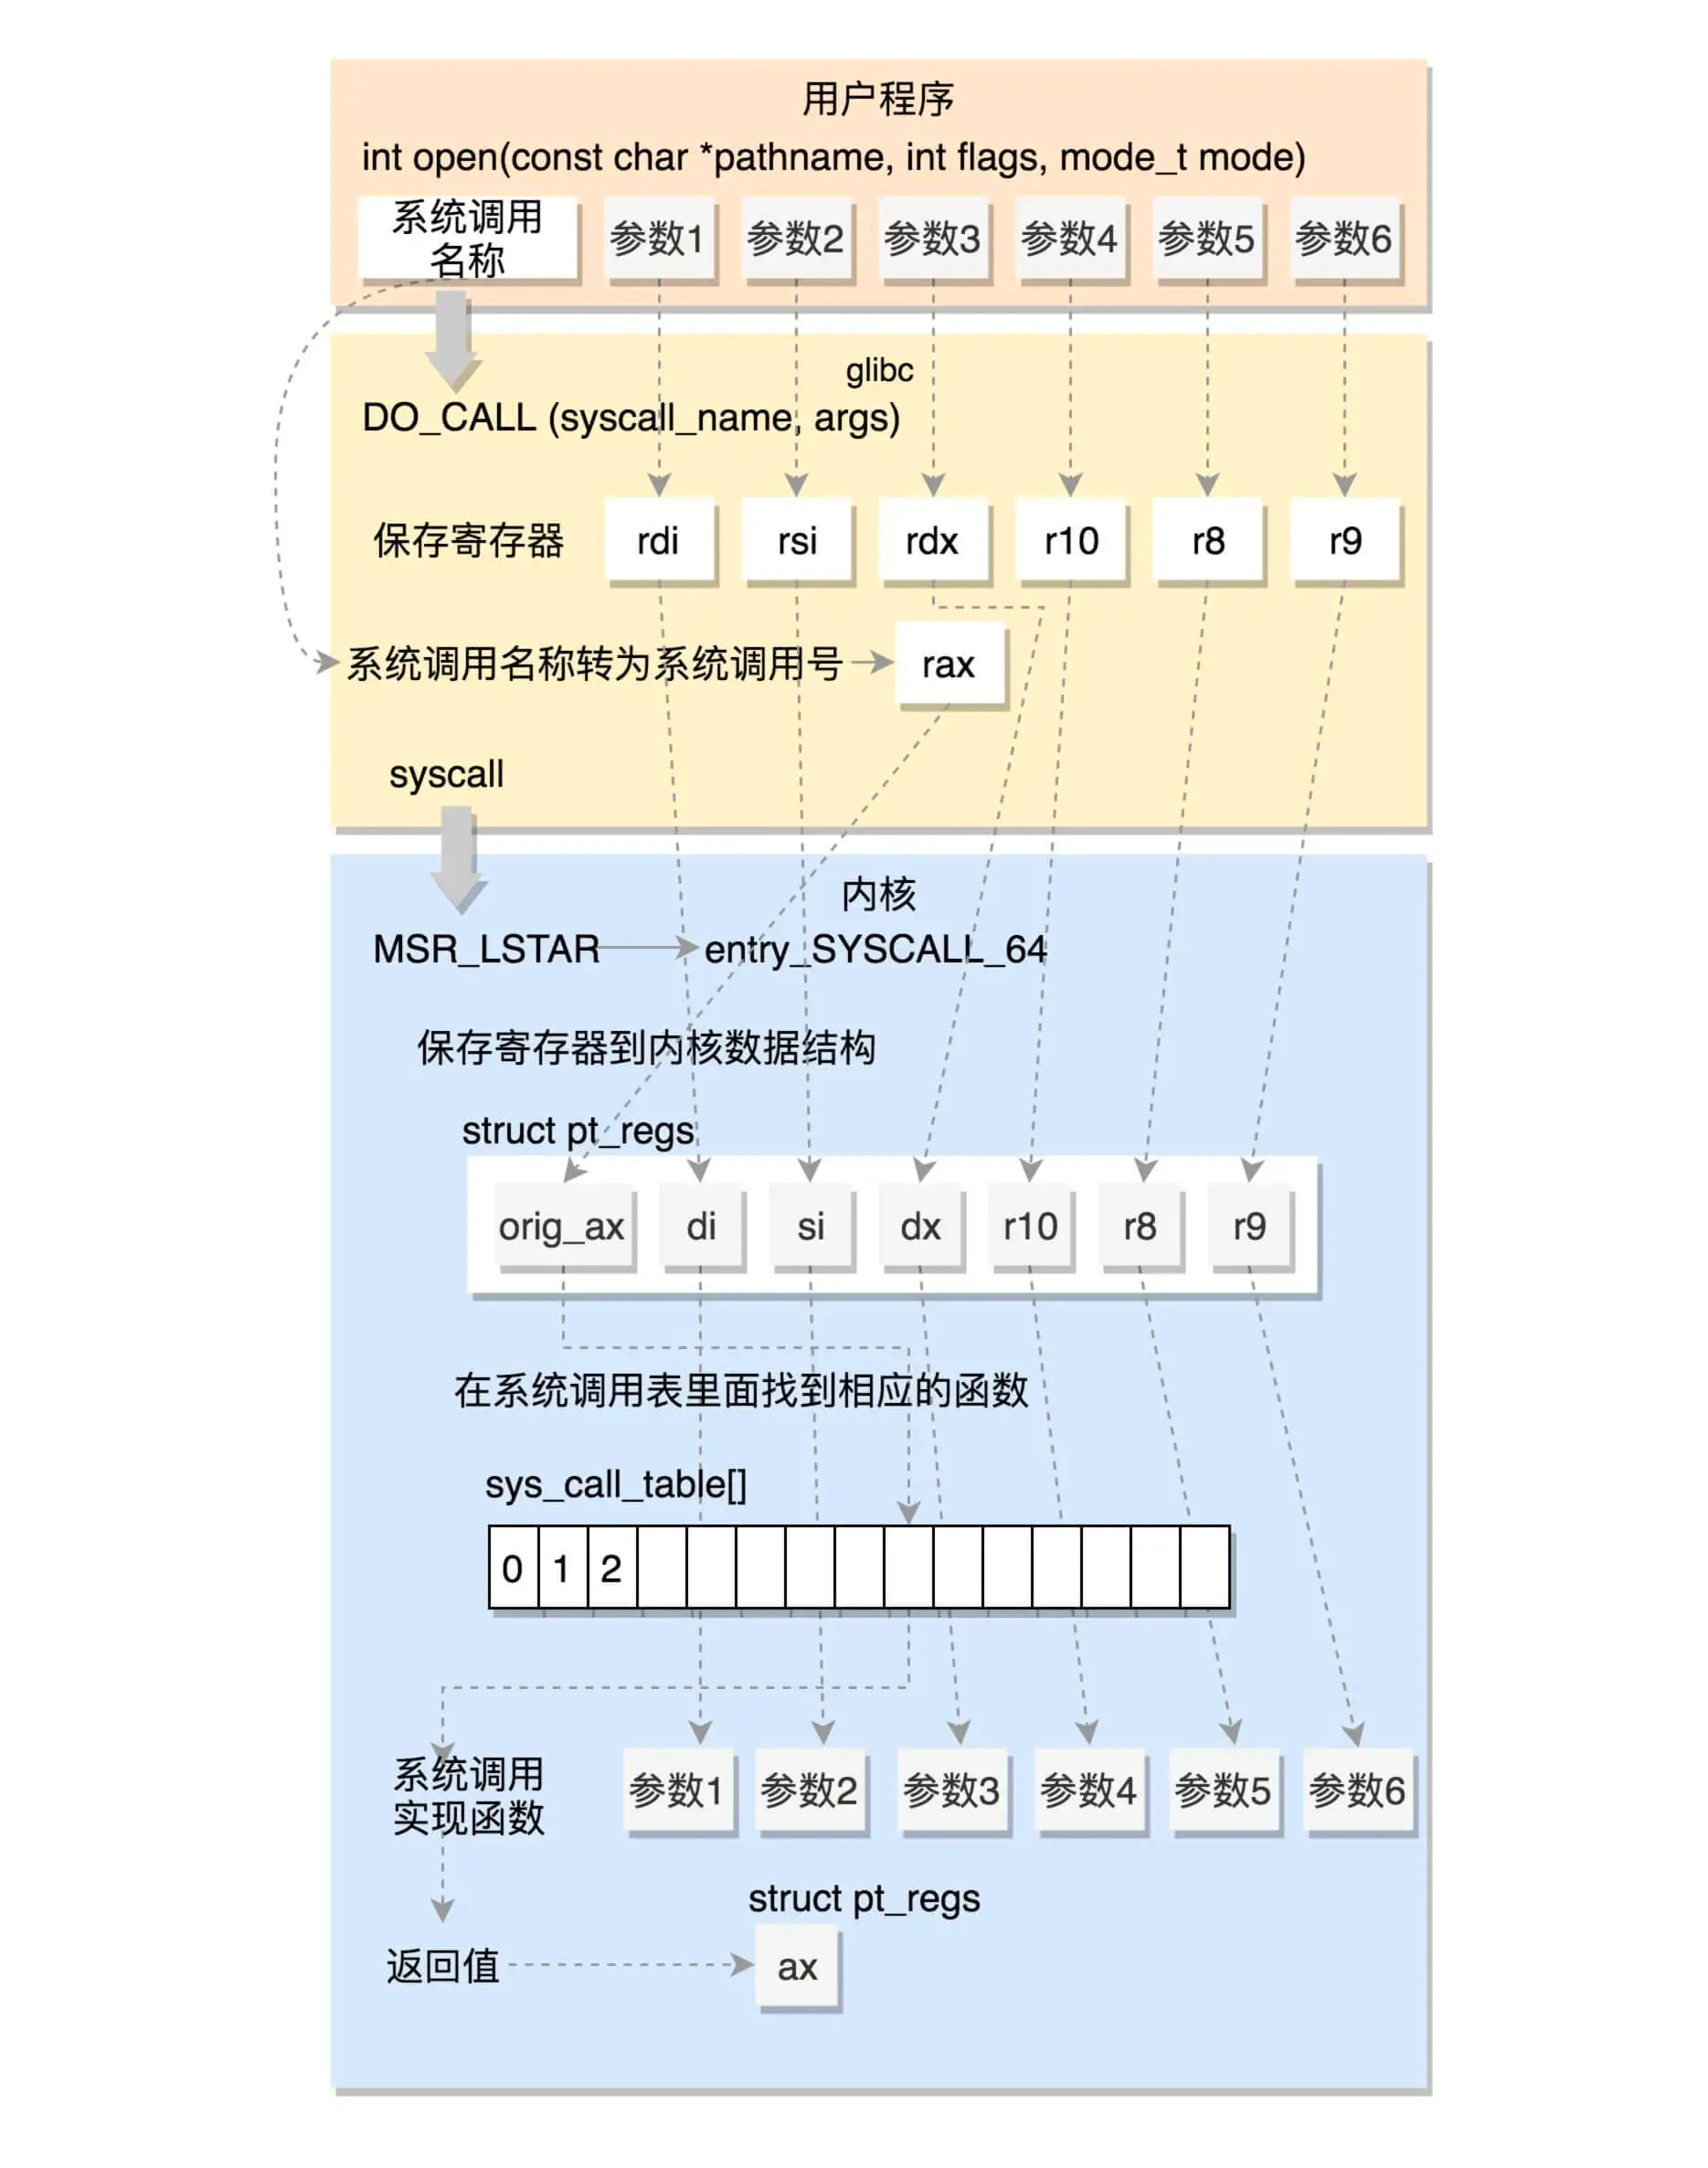 用户程序
int open(const char *pathname, int flags, mode_t mode)
系统调用
名称
参数1 参数2 参数3 参数4 参数5 参数6
glibc
DO_CALL (syscall_name, args)
保存寄存器 rdi rsi rdx r10 r8 r9
系统调用名称转为系统调用号 rax
syscall
内核
MSR_LSTAR entry_SYSCALL_64
保存寄存器到内核数据结构
struct pt_regs
orig_ax di si dx r10 r8 r9
在系统调用表里面找到相应的函数
sys_call_table[]
0 1 2
系统调用
实现函数
参数1 参数2 参数3 参数4 参数5 参数6
struct pt_regs
返回值 ax